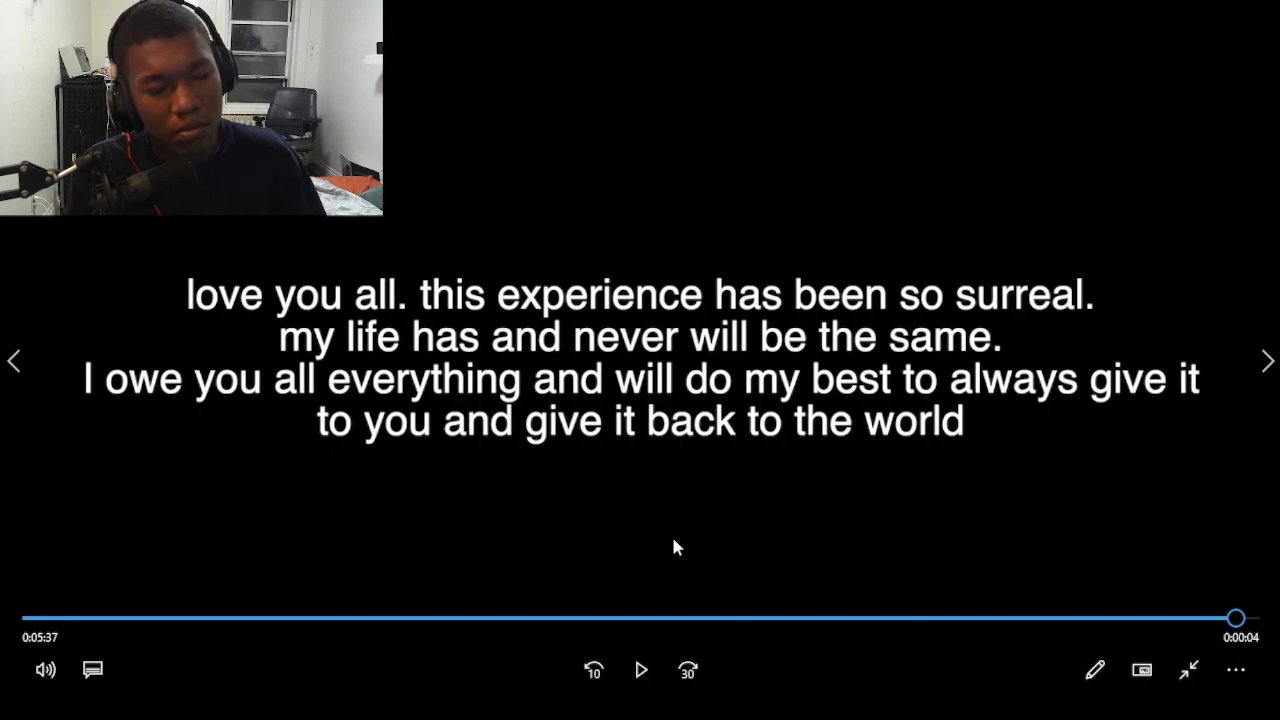 love you all. this experience has been so surreal.
my life has and never will be the same.
I owe you all everything and will do my best to always give it
to you and give it back to the world
0:05:37
0:00:04
10
30